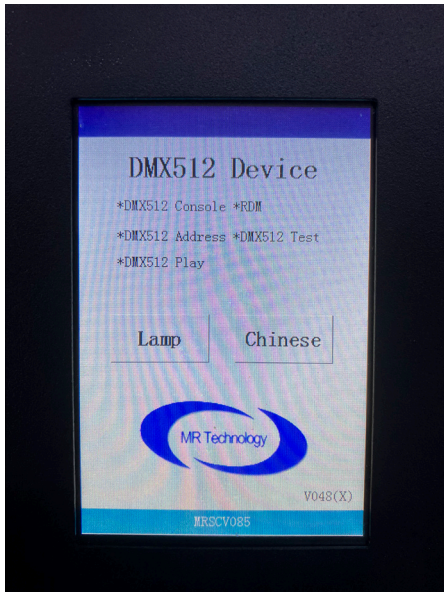 DMX512 Device
*DMX512 Console *RDM
*DMX512 Address *DMX512 Test
*DMX512 Play
Lamp Chinese
MR Technology
V048(X)
MRSCV085